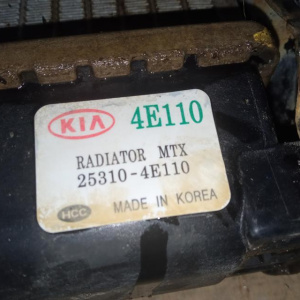 KIA 4E110
RADIATOR MTX
25310-4E110
HCC MADE IN KOREA